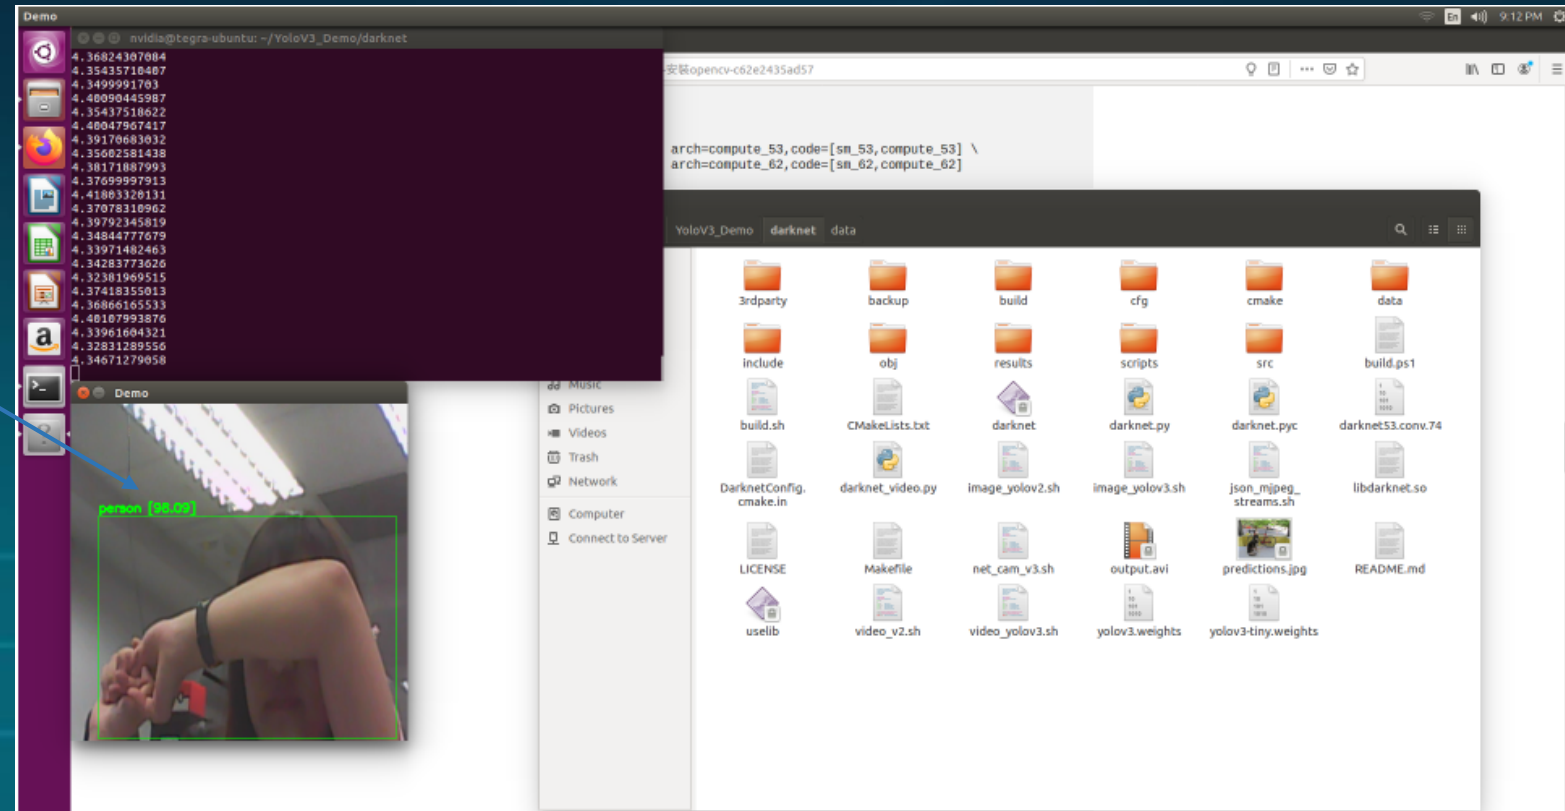 Demo
En
9:12 PM
nvidia@tegra-ubuntu: ~/YoloV3_Demo/darknet
4.36824307084
4.35435710407
4.3499991703
4.40090445987
4.35437518622
4.40047967417
4.39170683032
4.35602581438
4.38171887993
4.37699997913
4.41803320131
4.37078310962
4.39792345819
4.34844777679
4.33971482463
4.34283773626
4.32381969515
4.37418355013
4.36866165533
4.40107993876
4.33961604321
4.32831289556
4.34671279058
安裝opencv-c62e2435ad57
arch=compute_53,code=[sm_53,compute_53] \
arch=compute_62,code=[sm_62,compute_62]
YoloV3_Demo darknet data
Music
Pictures
Videos
Trash
Network
Computer
Connect to Server
3rdparty backup build cfg cmake data
include obj results scripts src build.ps1
build.sh CMakeLists.txt darknet darknet.py darknet.pyc darknet53.conv.74
DarknetConfig. darknet_video.py image_yolov2.sh image_yolov3.sh json_mjpeg_ libdarknet.so
cmake.in streams.sh
LICENSE Makefile net_cam_v3.sh output.avi predictions.jpg README.md
uselib video_v2.sh video_yolov3.sh yolov3.weights yolov3-tiny.weights
Demo
person [96.09]